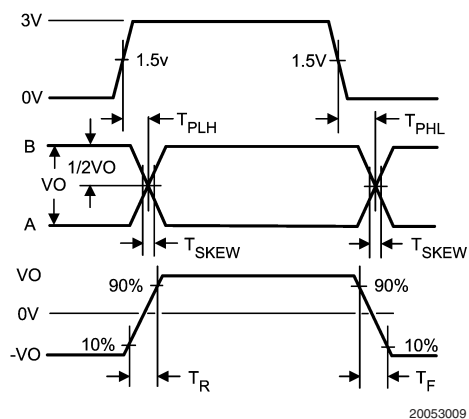 3V
1.5v
1.5V
0V
TPLH
TPHL
B
1/2VO
VO
A
TSKEW
TSKEW
VO
90%
90%
0V
10%
10%
-VO
TR
TF
20053009